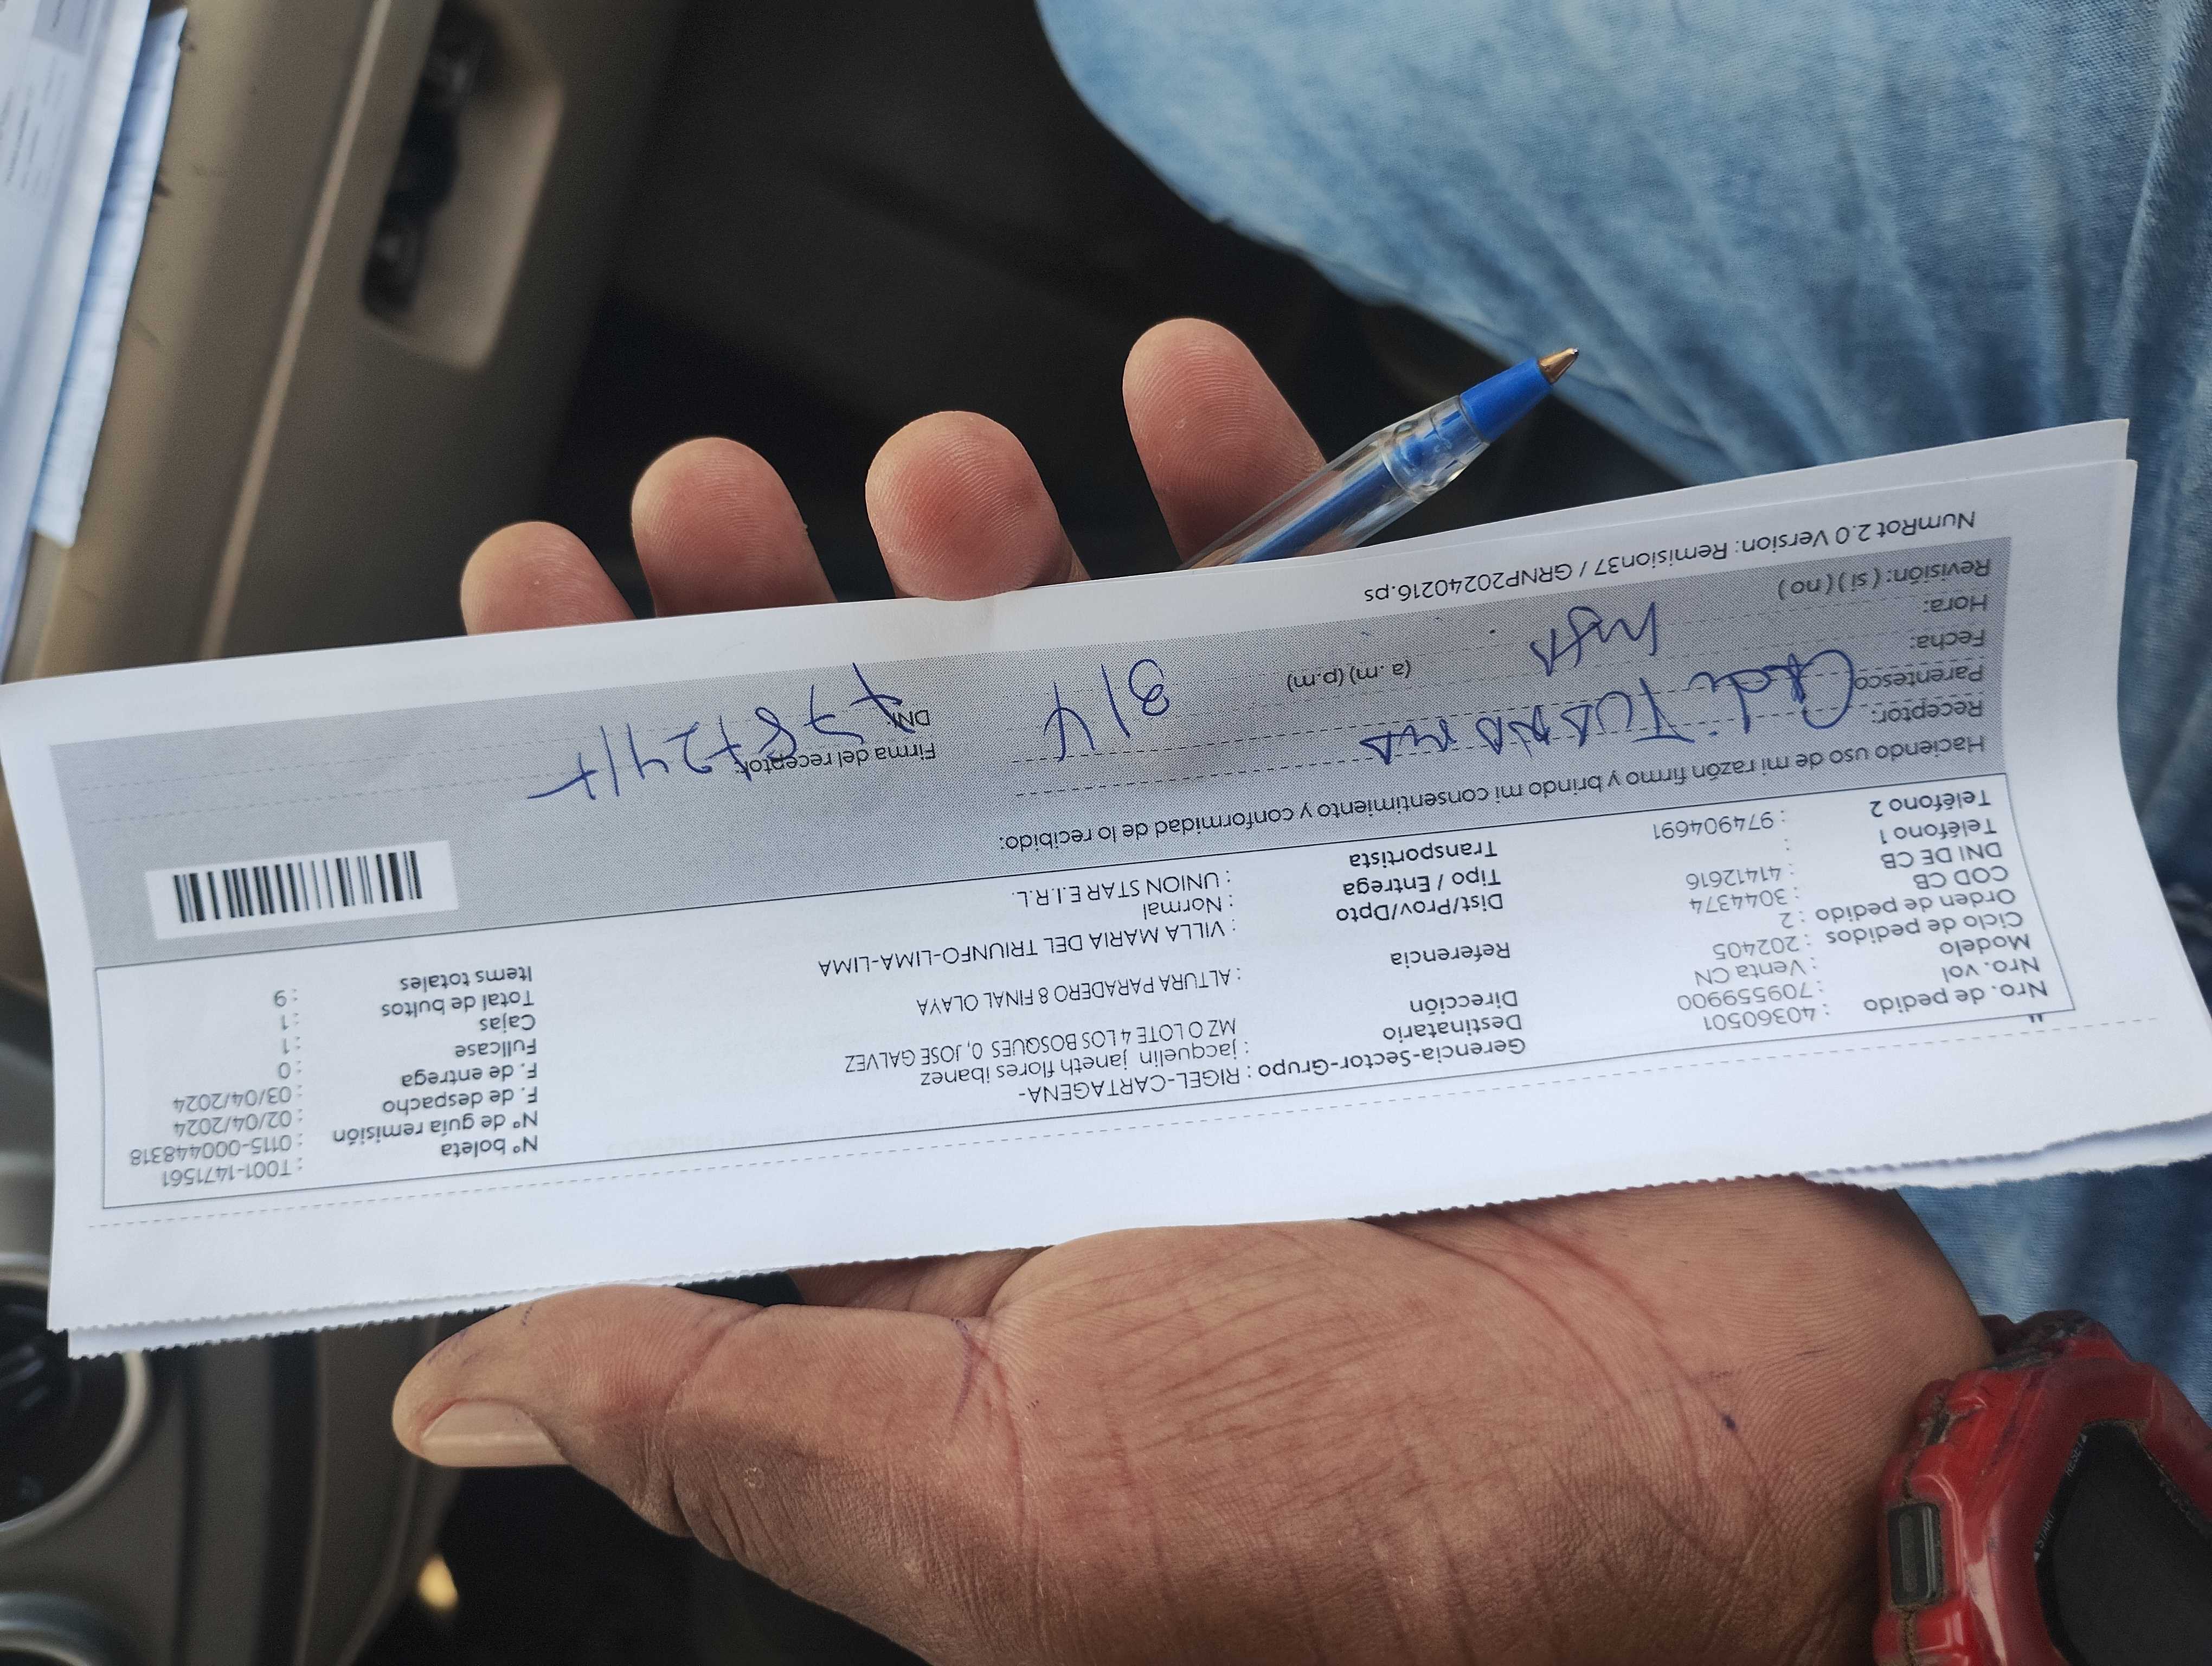 Nro. de pedido : 40360501
Nro. vol : 709559900
Modelo : Venta CN
Ciclo de pedidos : 202405
Orden de pedido : 2
COD CB : 3044374
DNI DE CB : 41412616
Teléfono 1 :
Teléfono 2 : 974904691
Gerencia-Sector-Grupo : RIGEL-CARTAGENA-
Destinatario : jacquelin janeth flores ibanez
Dirección MZ O LOTE 4 LOS BOSQUES 0, JOSE GALVEZ
Referencia : ALTURA PARADERO 8 FINAL OLAYA
Dist/Prov/Dpto : VILLA MARIA DEL TRIUNFO-LIMA-LIMA
Tipo / Entrega : Normal
Transportista : UNION STAR E.I.R.L.
N° boleta : T001-1471561
N° de guía remisión : 0115-000448318
F. de despacho : 02/04/2024
F. de entrega : 03/04/2024
Fullcase : 0
Cajas : 1
Total de bultos : 1
Items totales : 9
Haciendo uso de mi razón firmo y brindo mi consentimiento y conformidad de lo recibido:
Receptor:
Firma del receptor:
Parentesco:
DNI:
Fecha: 3/4
Hora: (a.m) (p.m)
Revisión: ( si ) ( no )
NumRot 2.0 Version: Remision37 / GRNP20240216.ps